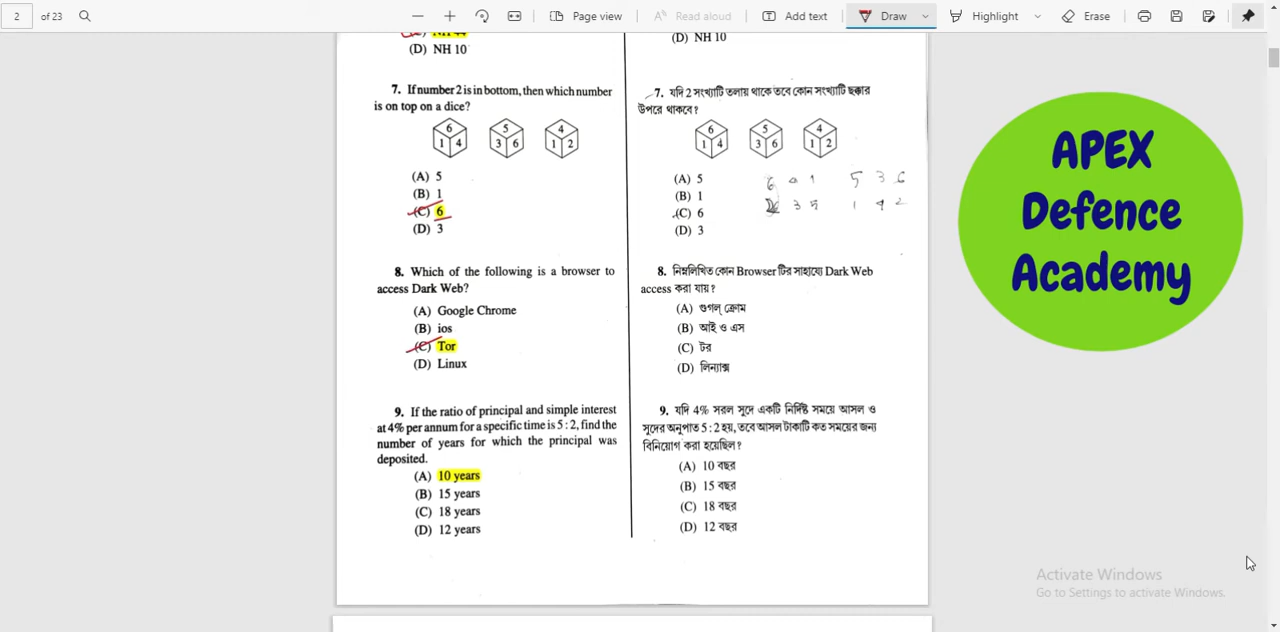 2 of 23
Page view
Read aloud
Add text
Draw
Highlight
Erase
(D) NH 10
7. If number 2 is in bottom, then which number
is on top on a dice?
6 1 4
5 3 6
4 1 2
(A) 5
(B) 1
(C) 6
(D) 3
8. Which of the following is a browser to
access Dark Web?
(A) Google Chrome
(B) ios
(C) Tor
(D) Linux
9. If the ratio of principal and simple interest
at 4% per annum for a specific time is 5 : 2, find the
number of years for which the principal was
deposited.
(A) 10 years
(B) 15 years
(C) 18 years
(D) 12 years
(D) NH 10
7. যদি 2 সংখ্যাটি তলায় থাকে তবে কোন সংখ্যাটি ছক্কার
উপরে থাকবে?
6 1 4
5 3 6
4 1 2
(A) 5
(B) 1
(C) 6
(D) 3
5 3 6
1 4 2
8. নিম্নলিখিত কোন Browser টির সাহায্যে Dark Web
access করা যায়?
(A) গুগল্ ক্রোম
(B) আই ও এস
(C) টর
(D) লিন্যাক্স
9. যদি 4% সরল সুদে একটি নির্দিষ্ট সময়ে আসল ও
সুদের অনুপাত 5 : 2 হয়, তবে আসল টাকাটি কত সময়ের জন্য
বিনিয়োগ করা হয়েছিল?
(A) 10 বছর
(B) 15 বছর
(C) 18 বছর
(D) 12 বছর
APEX
Defence
Academy
Activate Windows
Go to Settings to activate Windows.